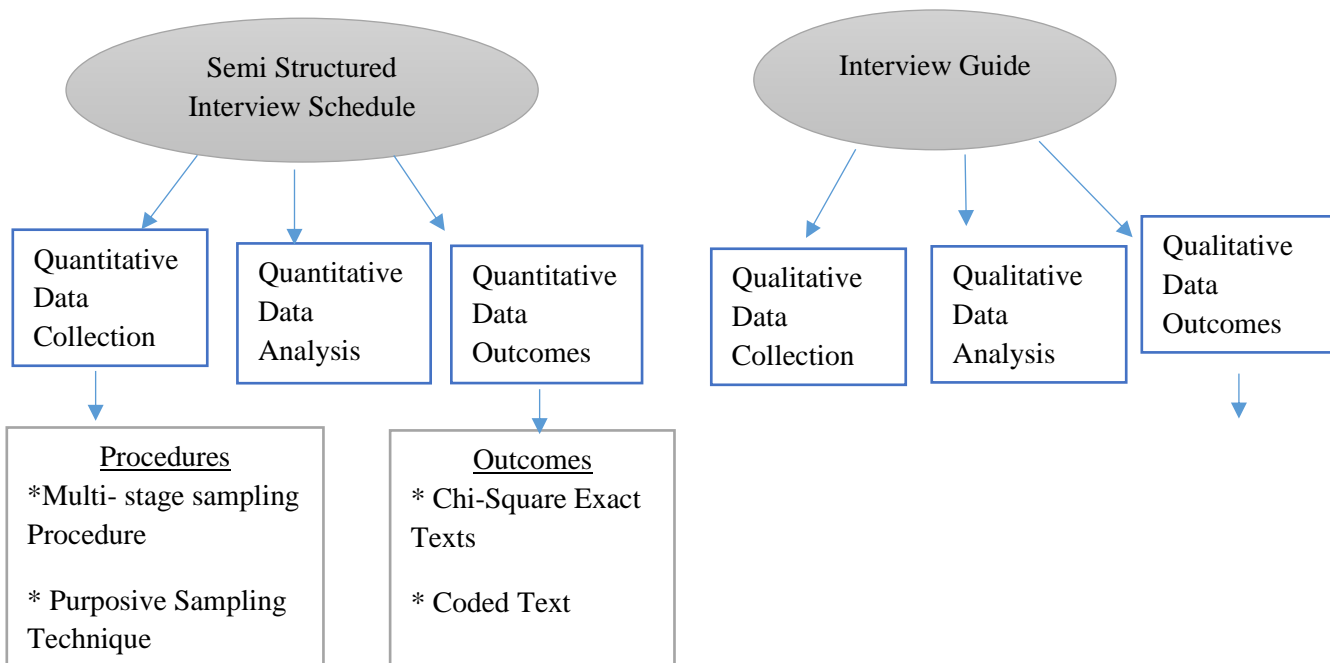 Semi Structured
Interview Schedule
Interview Guide
Quantitative
Data
Collection
Quantitative
Data
Analysis
Quantitative
Data
Outcomes
Qualitative
Data
Collection
Qualitative
Data
Analysis
Qualitative
Data
Outcomes
Procedures
*Multi- stage sampling
Procedure
* Purposive Sampling
Technique
Outcomes
* Chi-Square Exact
Texts
* Coded Text